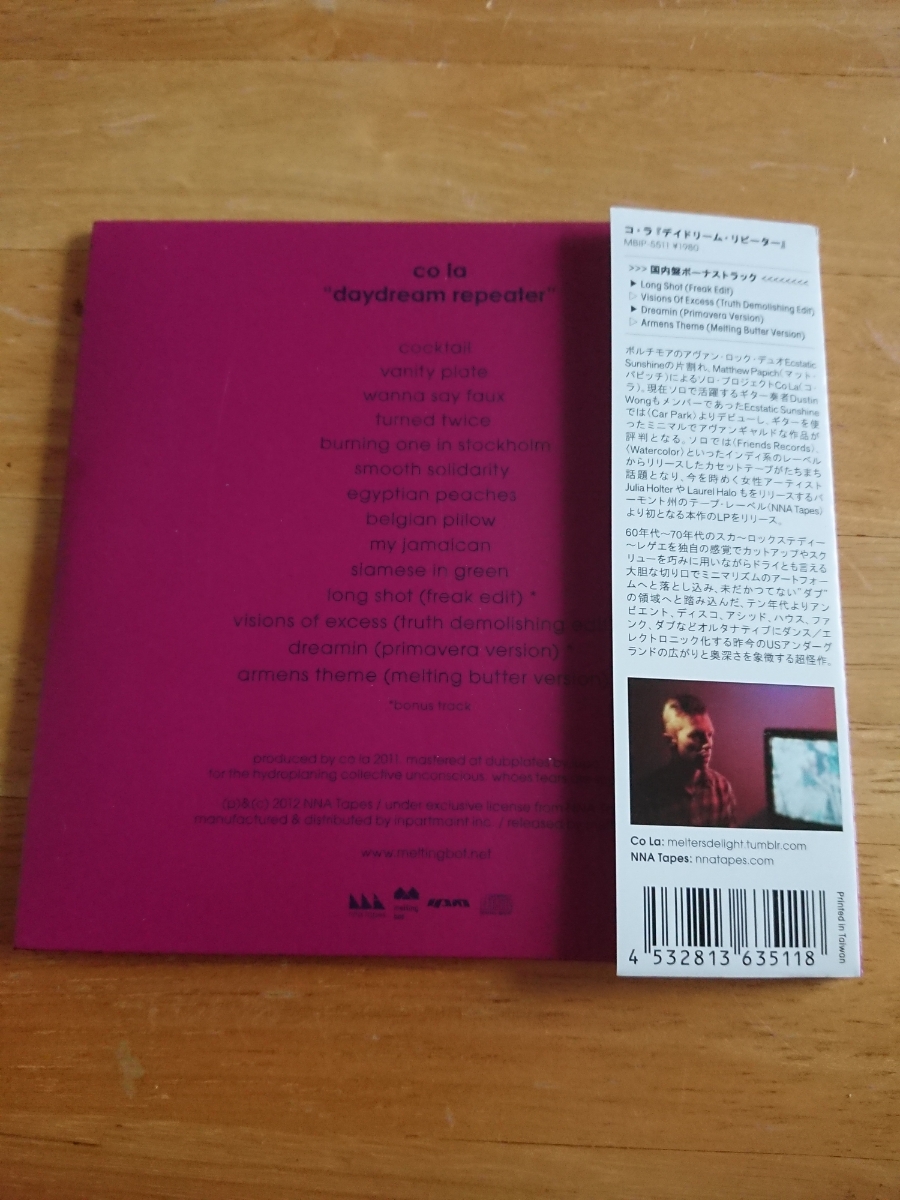 co la
"daydream repeater"
cocktail
vanity plate
wanna say faux
turned twice
burning one in stockholm
smooth solidarity
egyptian peaches
belgian pillow
my jamaican
siamese in green
long shot (freak edit) *
visions of excess (truth demolishing edit)
dreamin (primavera version) *
armens theme (melting butter version)
*bonus track
produced by co la 2011. mastered at dubplates
for the hydroplaning collective unconscious. whoes tears
(p)&(c) 2012 NNA Tapes / under exclusive license from
manufactured & distributed by inpartmaint inc. / released
www.meltingbot.net
コ・ラ『デイドリーム・リピーター』
MBIP-5511 ¥1980
>>> 国内盤ボーナストラック <<<<<<<<
▶ Long Shot (Freak Edit)
▷ Visions Of Excess (Truth Demolishing Edit)
▶ Dreamin (Primavera Version)
▷ Armens Theme (Melting Butter Version)
ボルチモアのアヴァン・ロック・デュオEcstatic
Sunshineの片割れ、Matthew Papich(マット・
パピッチ)によるソロ・プロジェクトCo La(コ・
ラ)。現在ソロで活躍するギター奏者Dustin
WongもメンバーであったEcstatic Sunshine
では〈Car Park〉よりデビューし、ギターを使
ったミニマルでアヴァンギャルドな作品が
評判となる。ソロでは〈Friends Records〉、
〈Watercolor〉といったインディ系のレーベル
からリリースしたカセットテープがたちまち
話題となり、今を時めく女性アーティスト
Julia Holter や Laurel Halo もをリリースするバ
ーモント州のテープ・レーベル〈NNA Tapes〉
より初となる本作のLPをリリース。
60年代～70年代のスカ～ロックステディー
～レゲエを独自の感覚でカットアップやスク
リューを巧みに用いながらドライとも言える
大胆な切り口でミニマリズムのアートフォー
ムへと落とし込み、未だかつてない"ダブ"
の領域へと踏み込んだ、テン年代よりアン
ビエント、ディスコ、アシッド、ハウス、ファ
ンク、ダブなどオルタナティブにダンス／エ
レクトロニック化する昨今のUSアンダーグ
ランドの広がりと奥深さを象徴する超怪作。
Co La: meltersdelight.tumblr.com
NNA Tapes: nnatapes.com
4 532813 635118
Printed in Taiwan